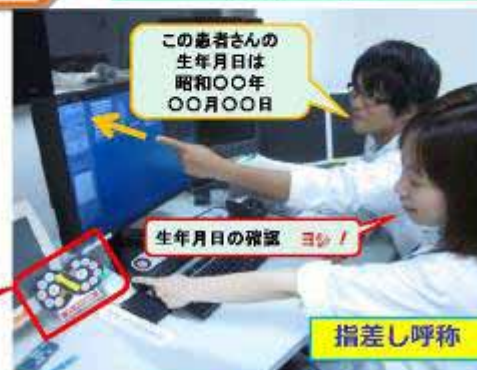 この患者さんの
生年月日は
昭和〇〇年
〇〇月〇〇日
生年月日の確認 ヨシ！
指差し呼称